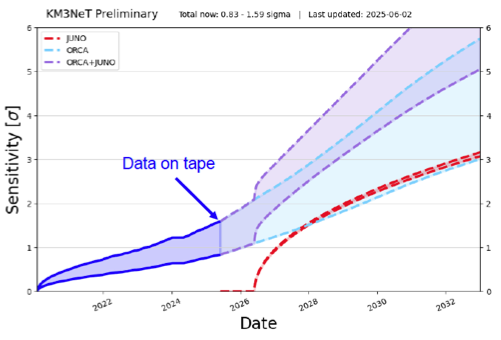 KM3NeT Preliminary Total now: 0.83 - 1.59 sigma | Last updated: 2025-06-02
JUNO
ORCA
ORCA+JUNO
Data on tape
Sensitivity [σ]
6
5
4
3
2
1
0
6
5
4
3
2
1
0
2022 2024 2026 2028 2030 2032
Date